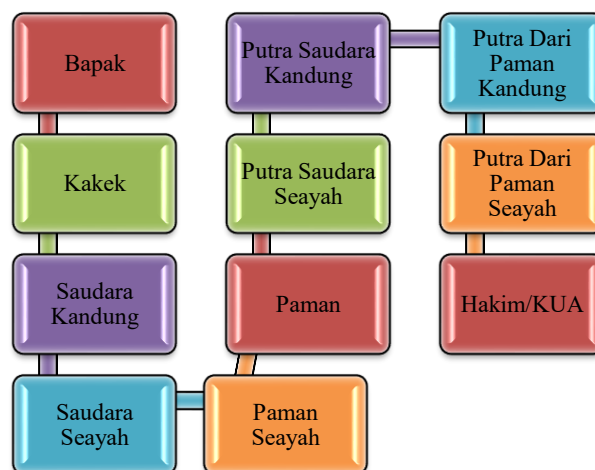 Bapak
Kakek
Saudara
Kandung
Saudara
Seayah
Paman
Seayah
Paman
Putra Saudara
Seayah
Putra Saudara
Kandung
Putra Dari
Paman
Kandung
Putra Dari
Paman
Seayah
Hakim/KUA